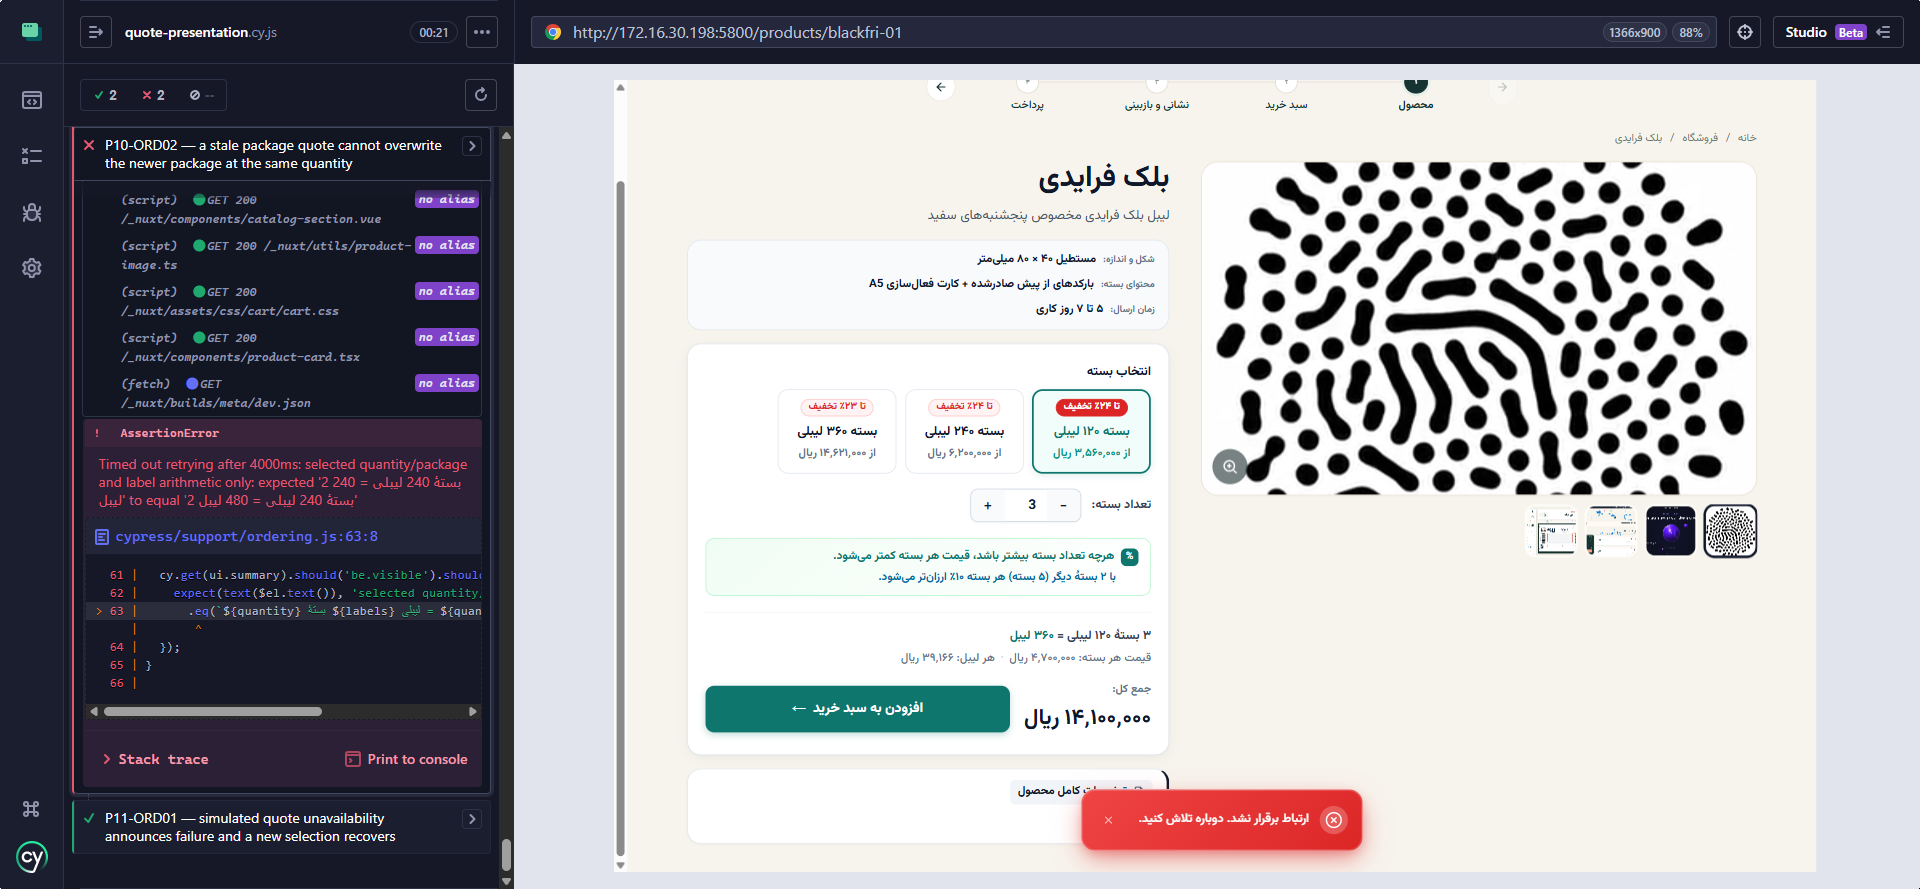 quote-presentation.cy.js
00:21
2
2
--
P10-ORD02 — a stale package quote cannot overwrite
the newer package at the same quantity
(script) GET 200
no alias
/_nuxt/components/catalog-section.vue
(script) GET 200 /_nuxt/utils/product-
no alias
image.ts
(script) GET 200
no alias
/_nuxt/assets/css/cart/cart.css
(script) GET 200
no alias
/_nuxt/components/product-card.tsx
(fetch) GET
no alias
/_nuxt/builds/meta/dev.json
! AssertionError
Timed out retrying after 4000ms: selected quantity/package
and label arithmetic only: expected '2 بستهٔ 240 لیبلی = 240
لیبل' to equal '2 بستهٔ 240 لیبلی = 480 لیبل'
cypress/support/ordering.js:63:8
61 | cy.get(ui.summary).should('be.visible').shoul
62 | expect(text($el.text()), 'selected quantity
> 63 | .eq(`${quantity} بستهٔ ${labels} لیبلی = ${quan
| ^
64 | });
65 | }
66 |
Stack trace
Print to console
P11-ORD01 — simulated quote unavailability
announces failure and a new selection recovers
cy
http://172.16.30.198:5800/products/blackfri-01
1366x900
88%
Studio Beta
محصول
سبد خرید
نشانی و بازبینی
پرداخت
خانه / فروشگاه / بلک فرایدی
بلک فرایدی
لیبل بلک فرایدی مخصوص پنجشنبه‌های سفید
شکل و اندازه: مستطیل ۴۰ × ۸۰ میلی‌متر
محتوای بسته: بارکدهای از پیش صادرشده + کارت فعال‌سازی A5
زمان ارسال: ۵ تا ۷ روز کاری
انتخاب بسته
تا ۲۴٪ تخفیف
بسته ۱۲۰ لیبلی
از ۳,۵۶۰,۰۰۰ ریال
تا ۲۴٪ تخفیف
بسته ۲۴۰ لیبلی
از ۶,۲۰۰,۰۰۰ ریال
تا ۲۳٪ تخفیف
بسته ۳۶۰ لیبلی
از ۱۴,۶۲۱,۰۰۰ ریال
تعداد بسته:
− 3 +
% هرچه تعداد بسته بیشتر باشد، قیمت هر بسته کمتر می‌شود.
با ۲ بستهٔ دیگر (۵ بسته) هر بسته ۱۰٪ ارزان‌تر می‌شود.
۳ بستهٔ ۱۲۰ لیبلی = ۳۶۰ لیبل
قیمت هر بسته: ۴,۷۰۰,۰۰۰ ریال · هر لیبل: ۳۹,۱۶۶ ریال
جمع کل:
۱۴,۱۰۰,۰۰۰ ریال
افزودن به سبد خرید ←
کامل محصول
ارتباط برقرار نشد. دوباره تلاش کنید.